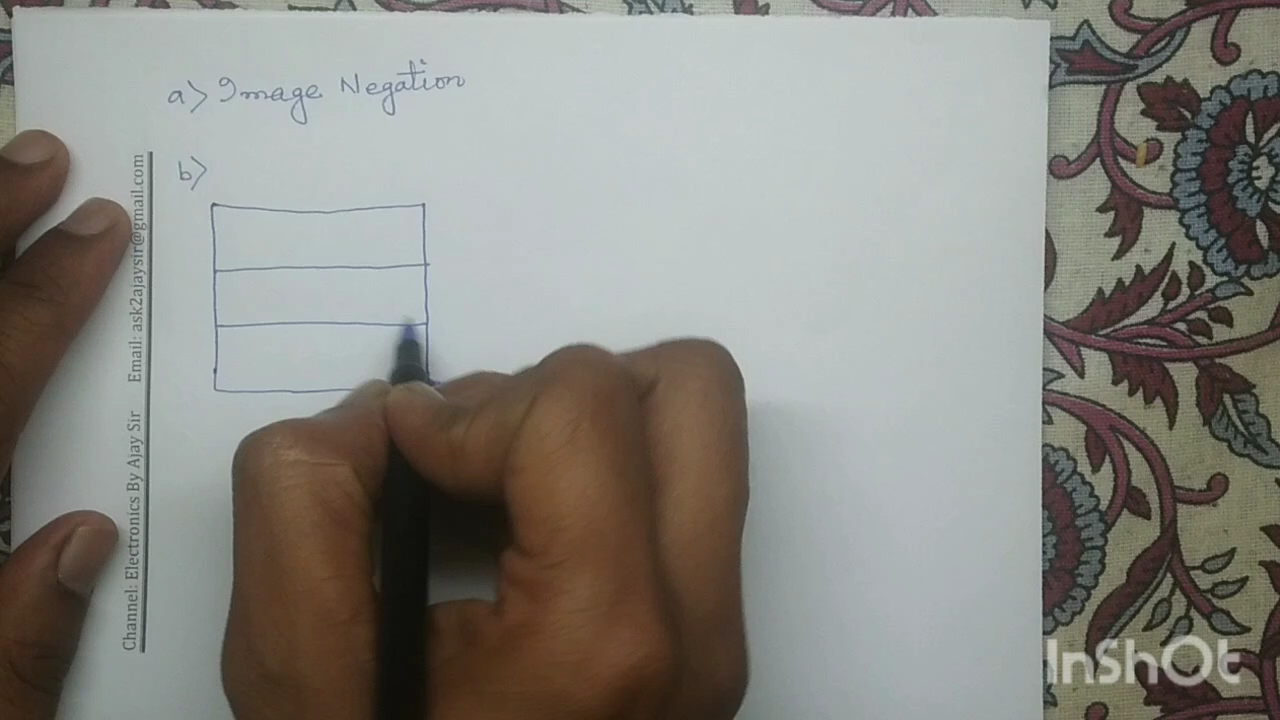 a> Image Negation
b>
Channel: Electronics By Ajay Sir Email: ask2ajaysir@gmail.com
InShOt